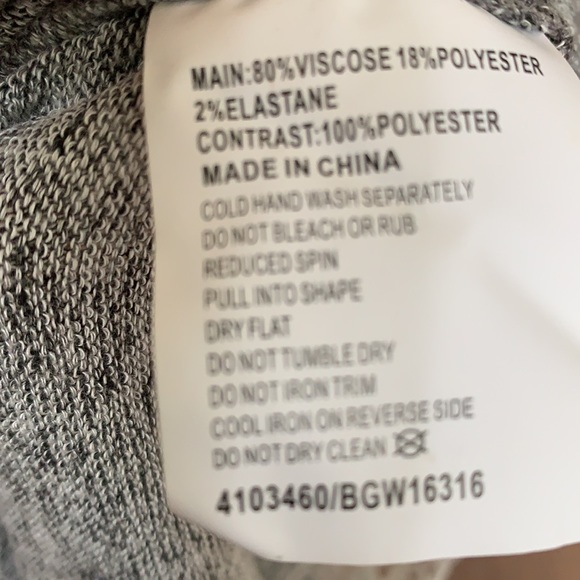 MAIN:80%VISCOSE 18%POLYESTER
2%ELASTANE
CONTRAST:100%POLYESTER
MADE IN CHINA
COLD HAND WASH SEPARATELY
DO NOT BLEACH OR RUB
REDUCED SPIN
PULL INTO SHAPE
DRY FLAT
DO NOT TUMBLE DRY
DO NOT IRON TRIM
COOL IRON ON REVERSE SIDE
DO NOT DRY CLEAN
4103460/BGW16316